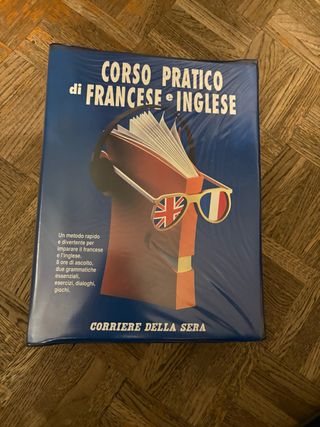 CORSO PRATICO
di FRANCESE e INGLESE
Un metodo rapido
e divertente per
imparare il francese
e l'inglese.
8 ore di ascolto,
due grammatiche
essenziali,
esercizi, dialoghi,
giochi.
CORRIERE DELLA SERA